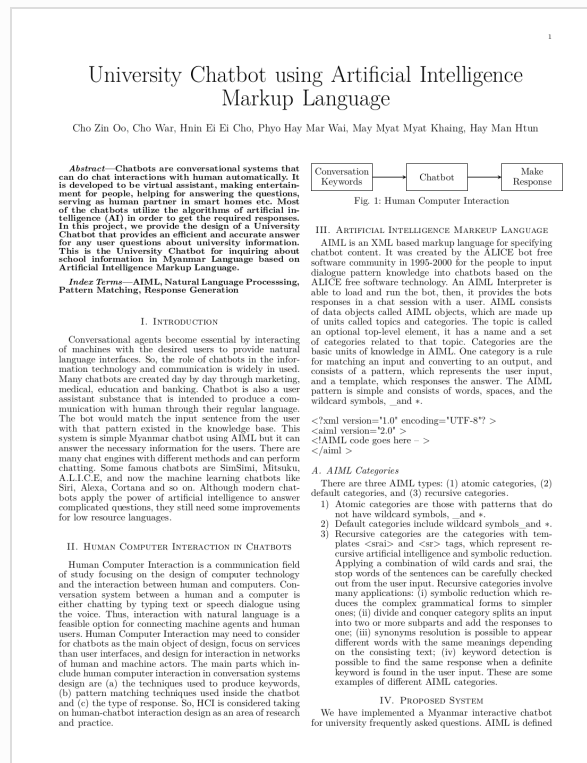 1
University Chatbot using Artificial Intelligence
Markup Language
Cho Zin Oo, Cho War, Hnin Ei Ei Cho, Phyo Hay Mar Wai, May Myat Myat Khaing, Hay Man Htun
Abstract—Chatbots are conversational systems that
can do chat interactions with human automatically. It
is developed to be virtual assistant, making entertain-
ment for people, helping for answering the questions,
serving as human partner in smart homes etc. Most
of the chatbots utilize the algorithms of artificial in-
telligence (AI) in order to get the required responses.
In this project, we provide the design of a University
Chatbot that provides an efficient and accurate answer
for any user questions about university information.
This is the University Chatbot for inquiring about
school information in Myanmar Language based on
Artificial Intelligence Markup Language.
Index Terms—AIML, Natural Language Processsing,
Pattern Matching, Response Generation
I. Introduction
Conversational agents become essential by interacting
of machines with the desired users to provide natural
language interfaces. So, the role of chatbots in the infor-
mation technology and communication is widely in used.
Many chatbots are created day by day through marketing,
medical, education and banking. Chatbot is also a user
assistant substance that is intended to produce a com-
munication with human through their regular language.
The bot would match the input sentence from the user
with that pattern existed in the knowledge base. This
system is simple Myanmar chatbot using AIML but it can
answer the necessary information for the users. There are
many chat engines with different methods and can perform
chatting. Some famous chatbots are SimSimi, Mitsuku,
A.L.I.C.E, and now the machine learning chatbots like
Siri, Alexa, Cortana and so on. Although modern chat-
bots apply the power of artificial intelligence to answer
complicated questions, they still need some improvements
for low resource languages.
II. Human Computer Interaction in Chatbots
Human Computer Interaction is a communication field
of study focusing on the design of computer technology
and the interaction between human and computers. Con-
versation system between a human and a computer is
either chatting by typing text or speech dialogue using
the voice. Thus, interaction with natural language is a
feasible option for connecting machine agents and human
users. Human Computer Interaction may need to consider
for chatbots as the main object of design, focus on services
than user interfaces, and design for interaction in networks
of human and machine actors. The main parts which in-
clude human computer interaction in conversation systems
design are (a) the techniques used to produce keywords,
(b) pattern matching techniques used inside the chatbot
and (c) the type of response. So, HCI is considered taking
on human-chatbot interaction design as an area of research
and practice.
Conversation
Keywords
Chatbot
Make
Response
Fig. 1: Human Computer Interaction
III. Artificial Intelligence Markeup Language
AIML is an XML based markup language for specifying
chatbot content. It was created by the ALICE bot free
software community in 1995-2000 for the people to input
dialogue pattern knowledge into chatbots based on the
ALICE free software technology. An AIML Interpreter is
able to load and run the bot, then, it provides the bots
responses in a chat session with a user. AIML consists
of data objects called AIML objects, which are made up
of units called topics and categories. The topic is called
an optional top-level element, it has a name and a set
of categories related to that topic. Categories are the
basic units of knowledge in AIML. One category is a rule
for matching an input and converting to an output, and
consists of a pattern, which represents the user input,
and a template, which responses the answer. The AIML
pattern is simple and consists of words, spaces, and the
wildcard symbols, _and ∗.
<?xml version="1.0" encoding="UTF-8"? >
<aiml version="2.0" >
<!AIML code goes here – >
</aiml >
A. AIML Categories
There are three AIML types: (1) atomic categories, (2)
default categories, and (3) recursive categories.
1) Atomic categories are those with patterns that do
not have wildcard symbols, _ and ∗.
2) Default categories include wildcard symbols_and ∗.
3) Recursive categories are the categories with tem-
plates <srai> and <sr> tags, which represent re-
cursive artificial intelligence and symbolic reduction.
Applying a combination of wild cards and srai, the
stop words of the sentences can be carefully checked
out from the user input. Recursive categories involve
many applications: (i) symbolic reduction which re-
duces the complex grammatical forms to simpler
ones; (ii) divide and conquer category splits an input
into two or more subparts and add the responses to
one; (iii) synonyms resolution is possible to appear
different words with the same meanings depending
on the consisting text; (iv) keyword detection is
possible to find the same response when a definite
keyword is found in the user input. These are some
examples of different AIML categories.
IV. Proposed System
We have implemented a Myanmar interactive chatbot
for university frequently asked questions. AIML is defined